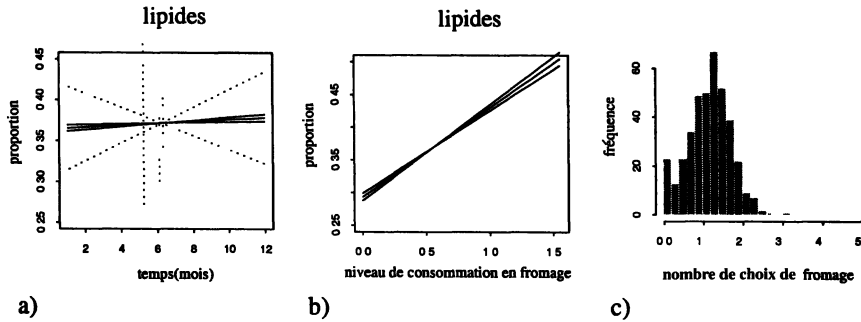 lipides
proportion
0.45
0.35
0.30
0.25
2
4
6
8
10
12
temps(mois)
a)
lipides
proportion
0.45
0.35
0.25
0 0
0 5
1 0
1 5
niveau de consommation en fromage
b)
fréquence
60
40
20
0
0 0
1
2
3
4
5
nombre de choix de fromage
c)